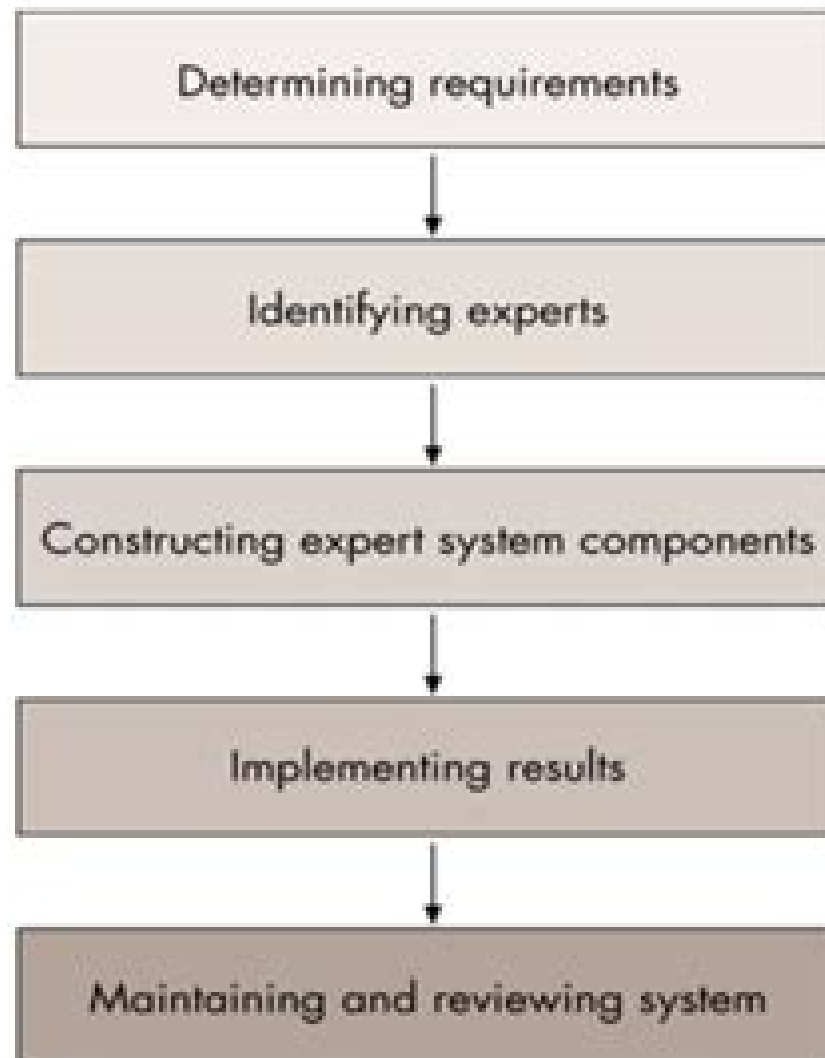 Determining requirements
Identifying experts
Constructing expert system components
Implementing results
Maintaining and reviewing system